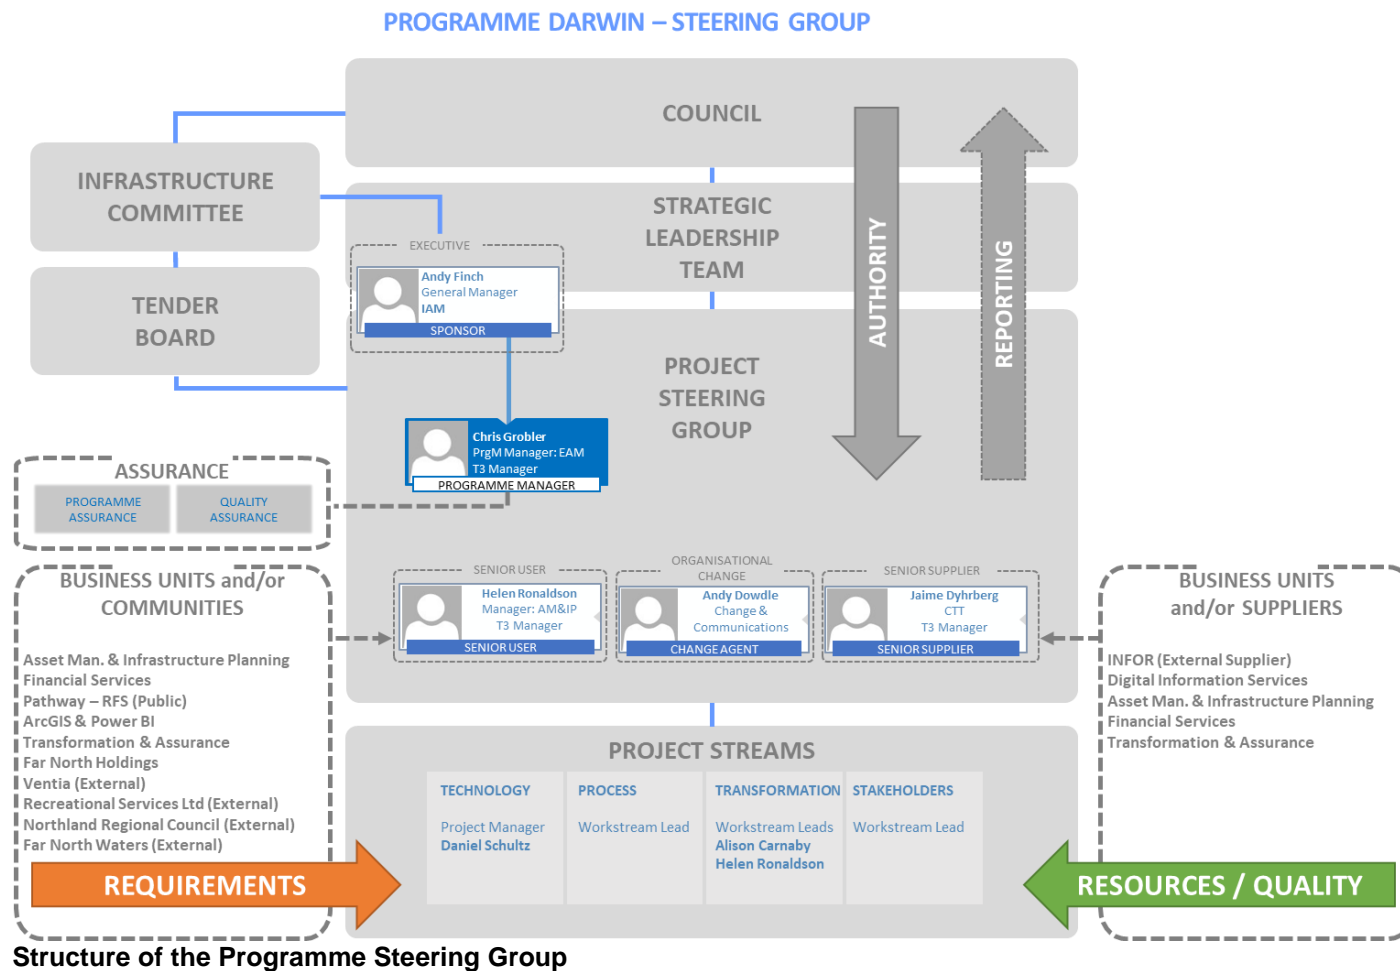 PROGRAMME DARWIN – STEERING GROUP
COUNCIL
INFRASTRUCTURE
COMMITTEE
STRATEGIC
LEADERSHIP
TEAM
TENDER
BOARD
EXECUTIVE
Andy Finch
General Manager
IAM
SPONSOR
AUTHORITY
REPORTING
PROJECT
STEERING
GROUP
Chris Grobler
PrgM Manager: EAM
T3 Manager
PROGRAMME MANAGER
ASSURANCE
PROGRAMME
ASSURANCE
QUALITY
ASSURANCE
SENIOR USER
Helen Ronaldson
Manager: AM&IP
T3 Manager
SENIOR USER
ORGANISATIONAL
CHANGE
Andy Dowdle
Change &
Communications
CHANGE AGENT
SENIOR SUPPLIER
Jaime Dyhrberg
CTT
T3 Manager
SENIOR SUPPLIER
BUSINESS UNITS and/or
COMMUNITIES
Asset Man. & Infrastructure Planning
Financial Services
Pathway – RFS (Public)
ArcGIS & Power BI
Transformation & Assurance
Far North Holdings
Ventia (External)
Recreational Services Ltd (External)
Northland Regional Council (External)
Far North Waters (External)
REQUIREMENTS
BUSINESS UNITS
and/or SUPPLIERS
INFOR (External Supplier)
Digital Information Services
Asset Man. & Infrastructure Planning
Financial Services
Transformation & Assurance
RESOURCES / QUALITY
PROJECT STREAMS
TECHNOLOGY
Project Manager
Daniel Schultz
PROCESS
Workstream Lead
TRANSFORMATION
Workstream Leads
Alison Carnaby
Helen Ronaldson
STAKEHOLDERS
Workstream Lead
Structure of the Programme Steering Group